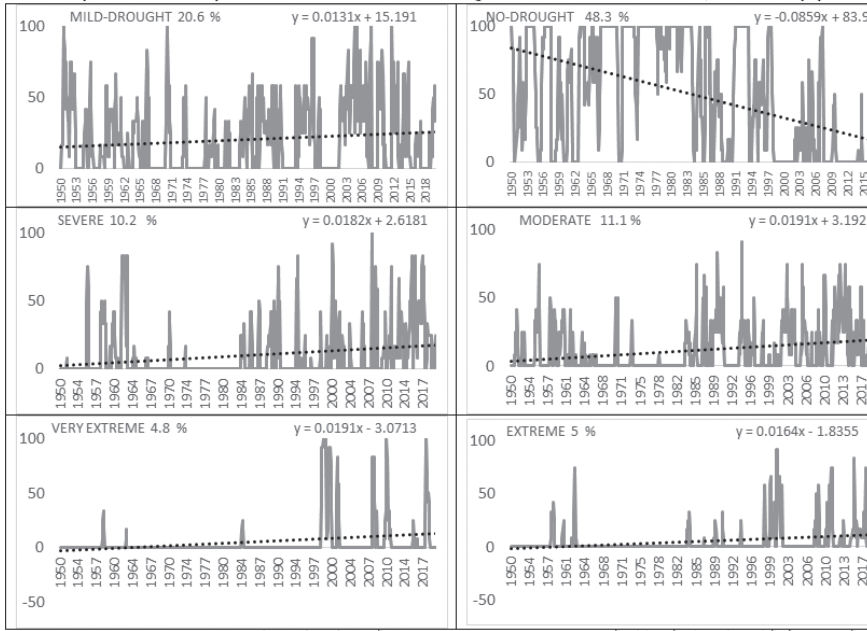 MILD-DROUGHT 20.6 % y = 0.0131x + 15.191
100
50
0
1950 1953 1956 1959 1962 1965 1968 1971 1974 1977 1980 1983 1985 1988 1991 1994 1997 2000 2003 2006 2009 2012 2015 2018
NO-DROUGHT 48.3 % y = -0.0859x + 83.9
100
50
0
1950 1953 1956 1959 1962 1965 1968 1971 1974 1977 1980 1983 1985 1988 1991 1994 1997 2000 2003 2006 2009 2012 2015
SEVERE 10.2 % y = 0.0182x + 2.6181
100
50
0
1950 1954 1957 1960 1964 1967 1970 1974 1977 1980 1984 1987 1990 1994 1997 2000 2004 2007 2010 2014 2017
MODERATE 11.1 % y = 0.0191x + 3.192
100
50
0
1950 1954 1957 1961 1964 1968 1971 1975 1978 1982 1985 1989 1992 1996 1999 2003 2006 2010 2013 2017
VERY EXTREME 4.8 % y = 0.0191x - 3.0713
100
50
0
-50
1950 1954 1957 1960 1964 1967 1970 1974 1977 1980 1984 1987 1990 1994 1997 2000 2004 2007 2010 2014 2017
EXTREME 5 % y = 0.0164x - 1.8355
100
50
0
-50
1950 1954 1957 1961 1964 1968 1971 1975 1978 1982 1985 1989 1992 1996 1999 2003 2006 2010 2013 2017